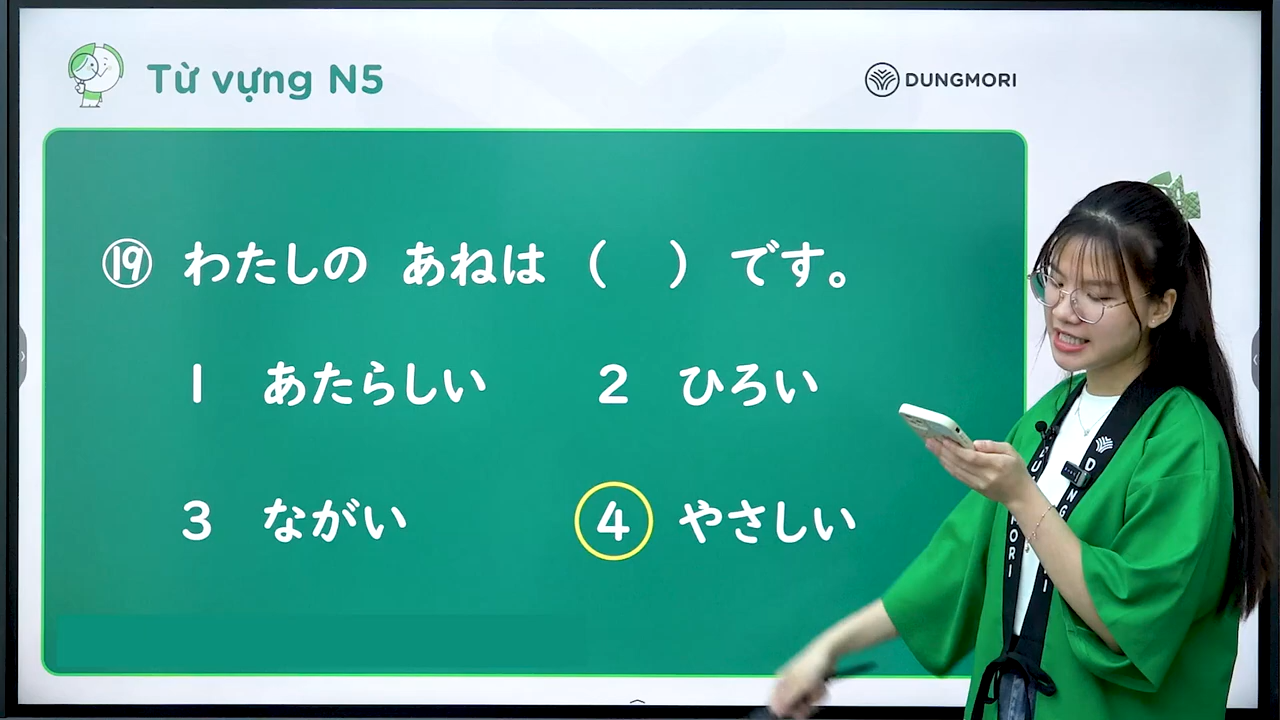 Từ vựng N5
DUNGMORI
⑲ わたしの あねは ( ) です。
1 あたらしい
2 ひろい
3 ながい
4 やさしい